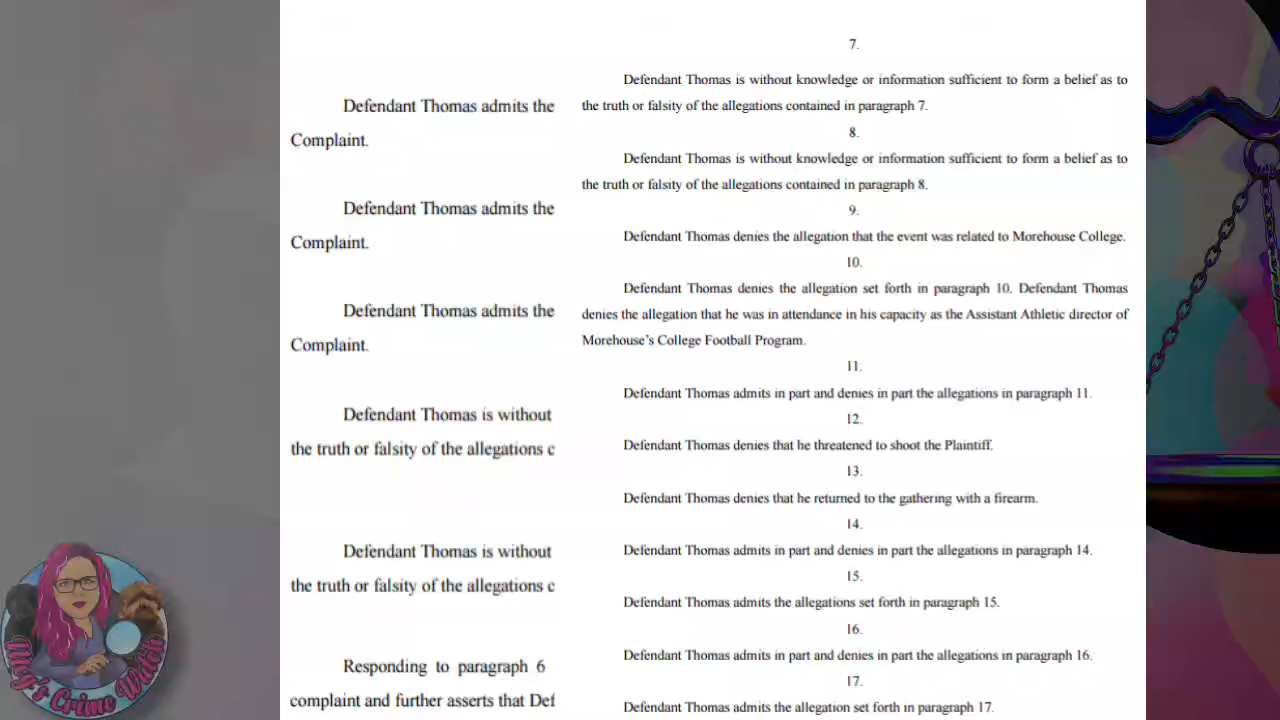 Defendant Thomas admits the
Complaint.
Defendant Thomas admits the
Complaint.
Defendant Thomas admits the
Complaint.
Defendant Thomas is without
the truth or falsity of the allegations c
Defendant Thomas is without
the truth or falsity of the allegations c
Responding to paragraph 6
complaint and further asserts that Def
7.
Defendant Thomas is without knowledge or information sufficient to form a belief as to
the truth or falsity of the allegations contained in paragraph 7.
8.
Defendant Thomas is without knowledge or information sufficient to form a belief as to
the truth or falsity of the allegations contained in paragraph 8.
9.
Defendant Thomas denies the allegation that the event was related to Morehouse College.
10.
Defendant Thomas denies the allegation set forth in paragraph 10. Defendant Thomas
denies the allegation that he was in attendance in his capacity as the Assistant Athletic director of
Morehouse's College Football Program.
11.
Defendant Thomas admits in part and denies in part the allegations in paragraph 11.
12.
Defendant Thomas denies that he threatened to shoot the Plaintiff.
13.
Defendant Thomas denies that he returned to the gathering with a firearm.
14.
Defendant Thomas admits in part and denies in part the allegations in paragraph 14.
15.
Defendant Thomas admits the allegations set forth in paragraph 15.
16.
Defendant Thomas admits in part and denies in part the allegations in paragraph 16.
17.
Defendant Thomas admits the allegation set forth in paragraph 17.
Crime Watch